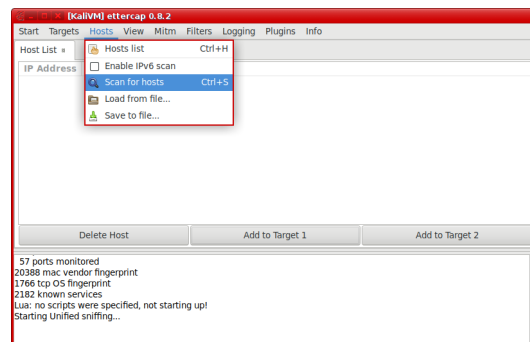 [KaliVM] ettercap 0.8.2
Start Targets Hosts View Mitm Filters Logging Plugins Info
Host List
Hosts list Ctrl+H
IP Address
Enable IPv6 scan
Scan for hosts Ctrl+S
Load from file...
Save to file...
Delete Host Add to Target 1 Add to Target 2
57 ports monitored
20388 mac vendor fingerprint
1766 tcp OS fingerprint
2182 known services
Lua: no scripts were specified, not starting up!
Starting Unified sniffing...